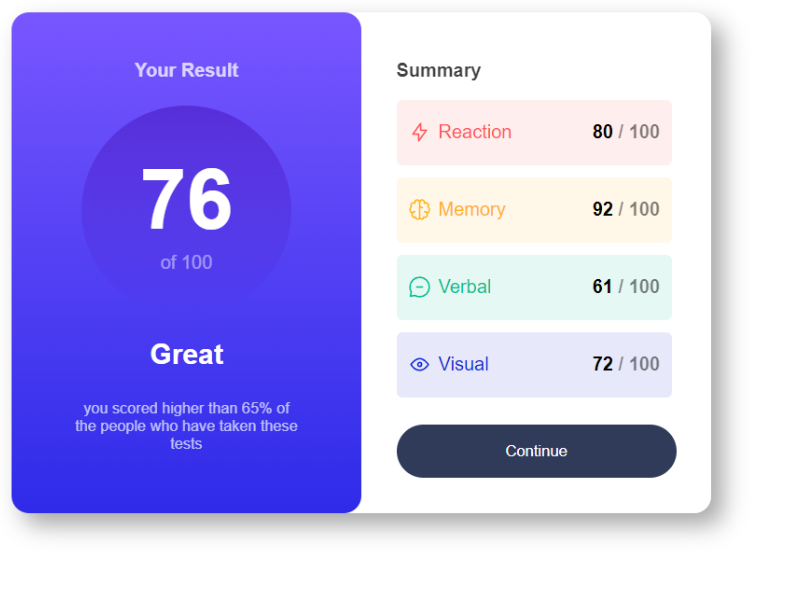 Your Result
76
of 100
Great
you scored higher than 65% of
the people who have taken these
tests
Summary
Reaction 80 / 100
Memory 92 / 100
Verbal 61 / 100
Visual 72 / 100
Continue